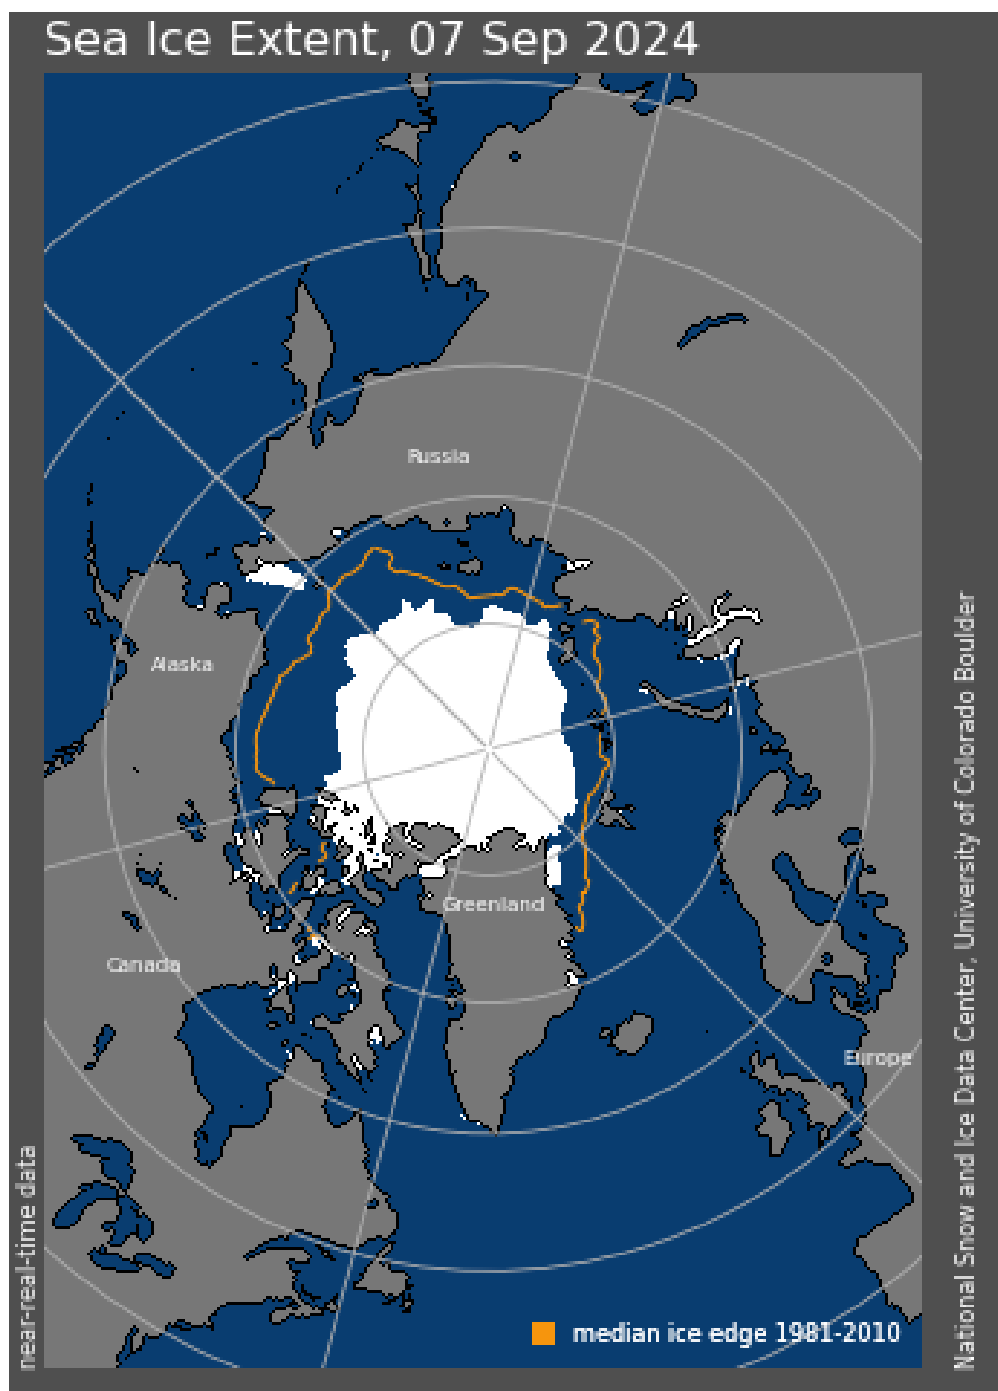 Sea Ice Extent, 07 Sep 2024
Russia
Alaska
Greenland
Canada
Europe
median ice edge 1981-2010
near-real-time data
National Snow and Ice Data Center, University of Colorado Boulder